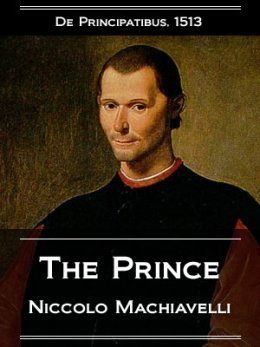 De Principatibus, 1513
The Prince
Niccolo Machiavelli